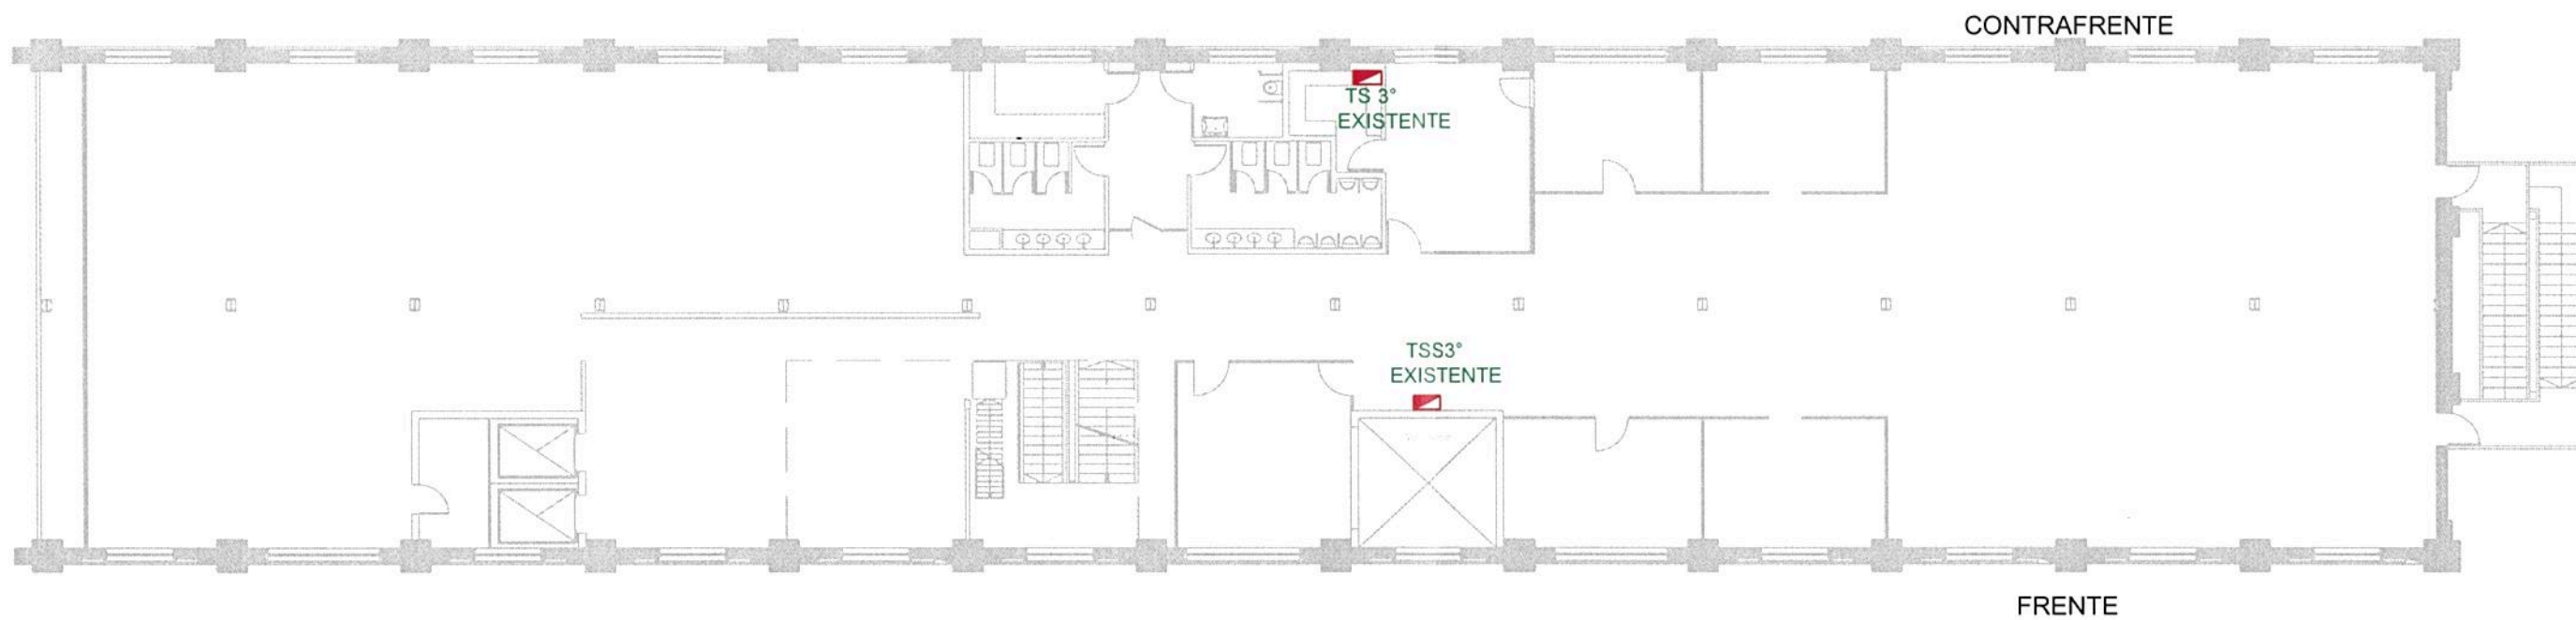 CONTRAFRENTE
TS 3°
EXISTENTE
TSS3°
EXISTENTE
FRENTE